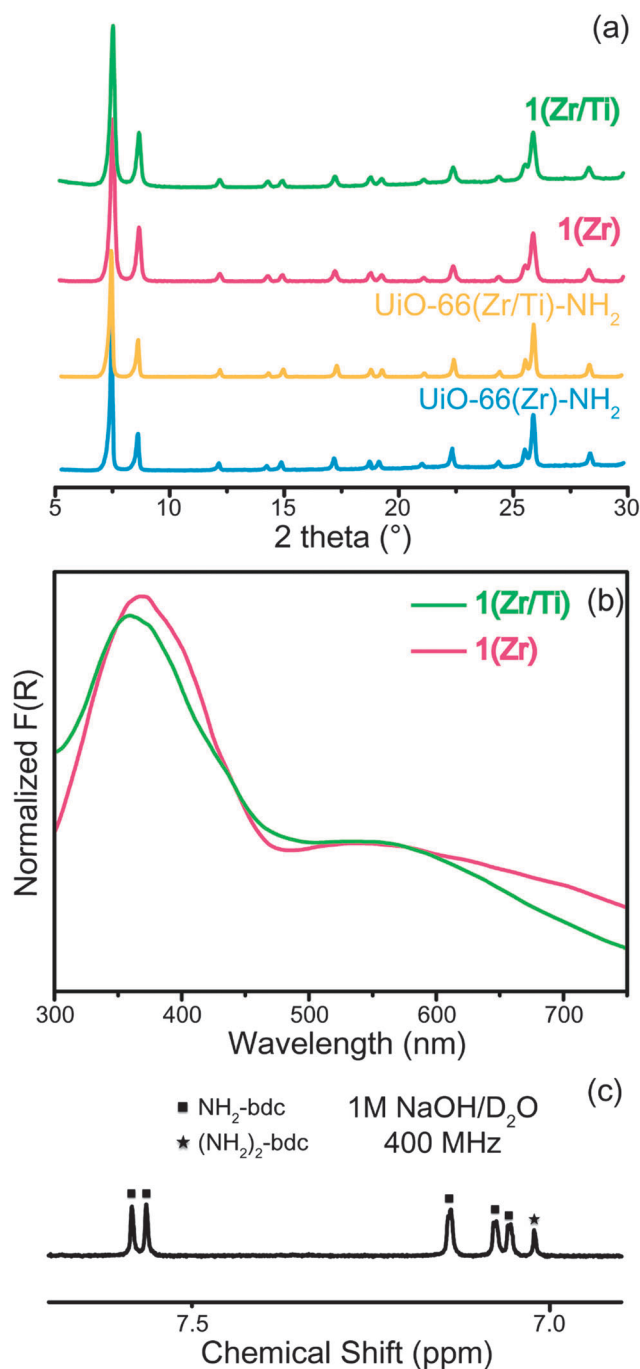 (a)
1(Zr/Ti)
1(Zr)
UiO-66(Zr/Ti)-NH₂
UiO-66(Zr)-NH₂
5 10 15 20 25 30
2 theta (°)
(b)
1(Zr/Ti)
1(Zr)
Normalized F(R)
300 400 500 600 700
Wavelength (nm)
(c)
■ NH₂-bdc 1M NaOH/D₂O
★ (NH₂)₂-bdc 400 MHz
7.5 7.0
Chemical Shift (ppm)